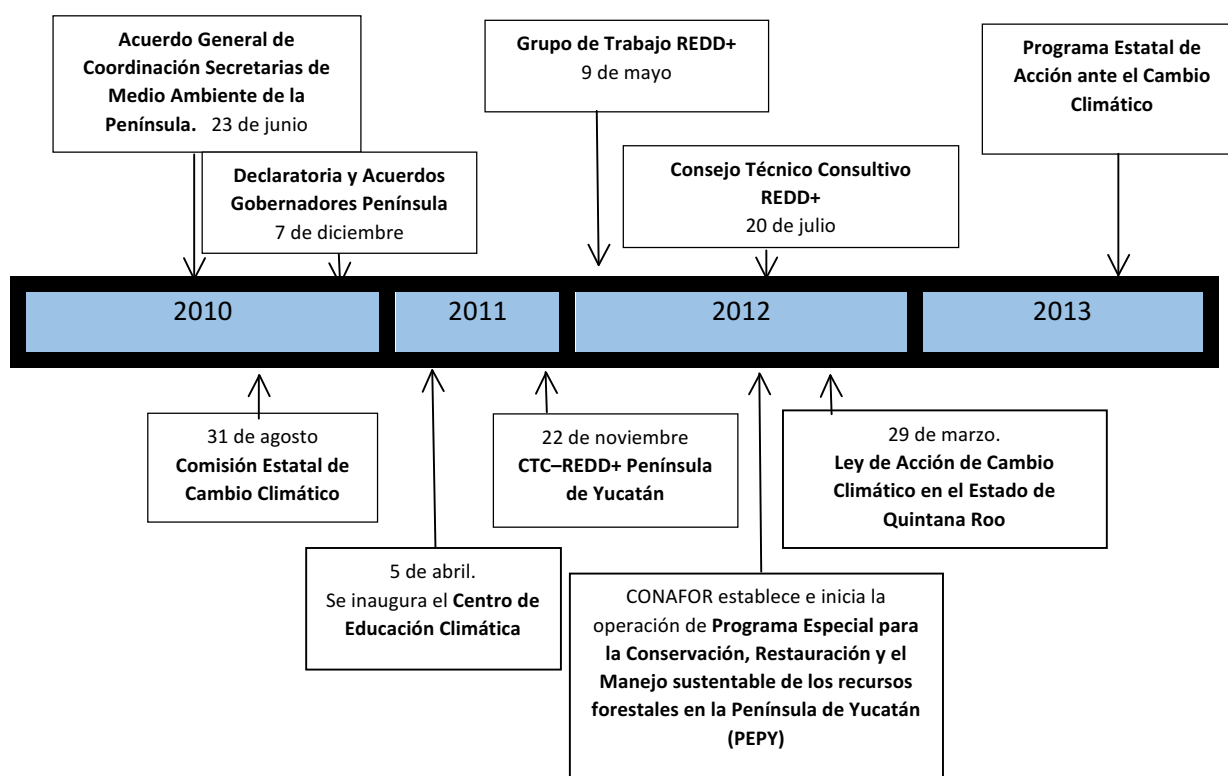 Acuerdo General de
Coordinación Secretarias de
Medio Ambiente de la
Península. 23 de junio
Declaratoria y Acuerdos
Gobernadores Península
7 de diciembre
Grupo de Trabajo REDD+
9 de mayo
Consejo Técnico Consultivo
REDD+
20 de julio
Programa Estatal de
Acción ante el Cambio
Climático
2010
2011
2012
2013
31 de agosto
Comisión Estatal de
Cambio Climático
5 de abril.
Se inaugura el Centro de
Educación Climática
22 de noviembre
CTC–REDD+ Península
de Yucatán
CONAFOR establece e inicia la
operación de Programa Especial para
la Conservación, Restauración y el
Manejo sustentable de los recursos
forestales en la Península de Yucatán
(PEPY)
29 de marzo.
Ley de Acción de Cambio
Climático en el Estado de
Quintana Roo